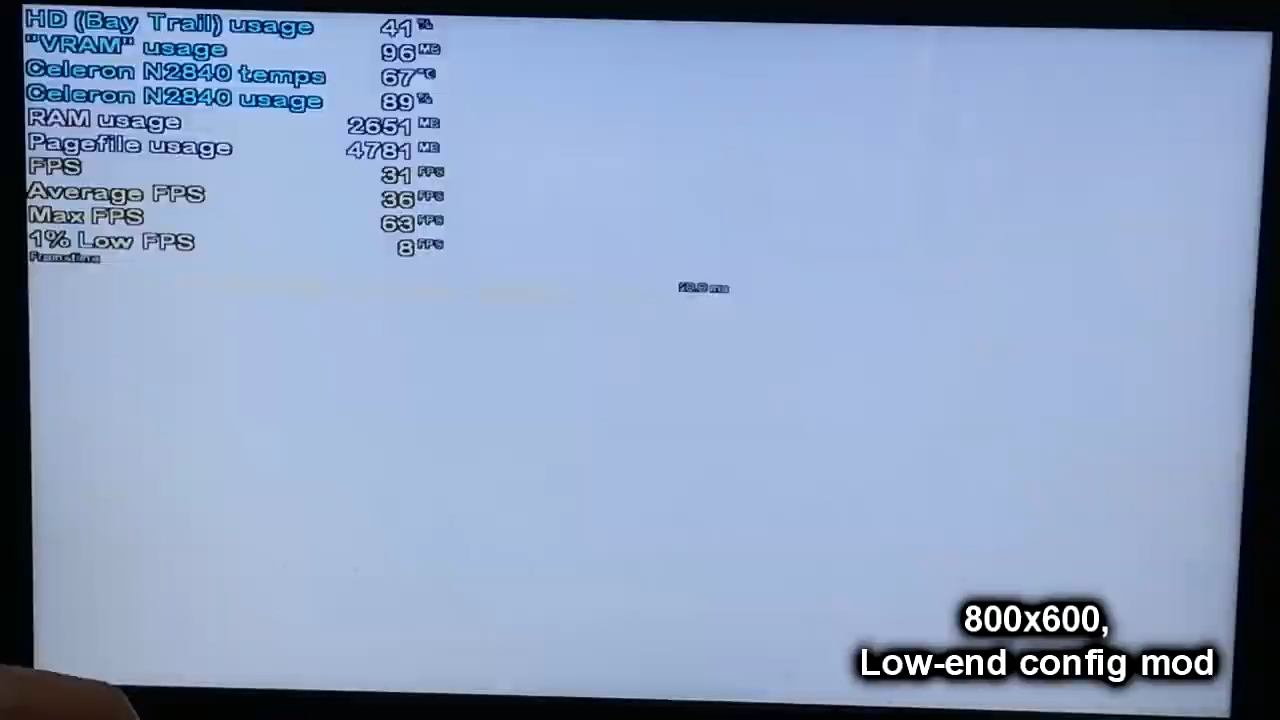 HD (Bay Trail) usage 41 %
"VRAM" usage 96 MB
Celeron N2840 temps 67 °C
Celeron N2840 usage 89 %
RAM usage 2651 MB
Pagefile usage 4781 MB
FPS 31 FPS
Average FPS 36 FPS
Max FPS 63 FPS
1% Low FPS 8 FPS
Frametime
ms
800x600,
Low-end config mod